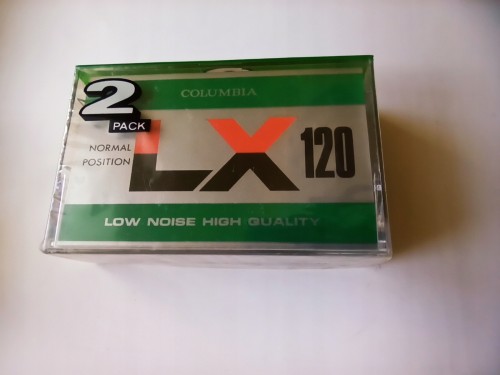 COLUMBIA
2
PACK
NORMAL
POSITION
LX 120
LOW NOISE HIGH QUALITY